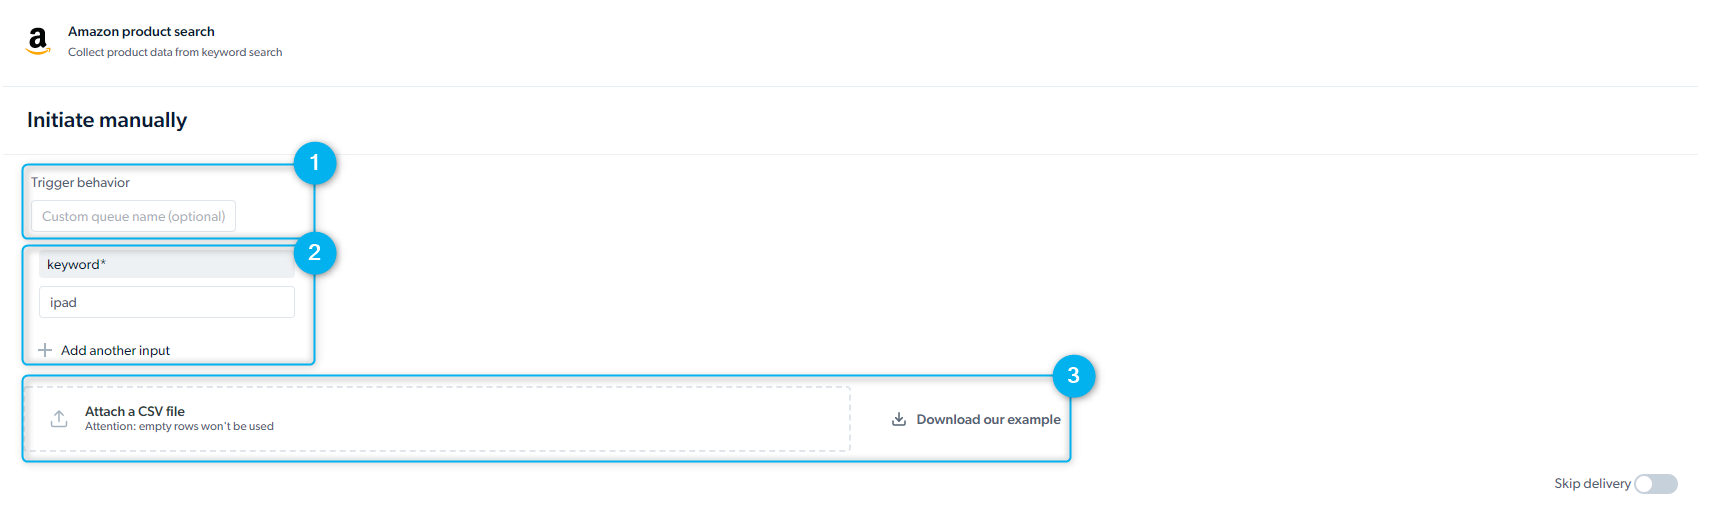 a
Amazon product search
Collect product data from keyword search
Initiate manually
1
Trigger behavior
Custom queue name (optional)
2
keyword*
ipad
Add another input
3
Attach a CSV file
Attention: empty rows won`t be used
Download our example
Skip delivery